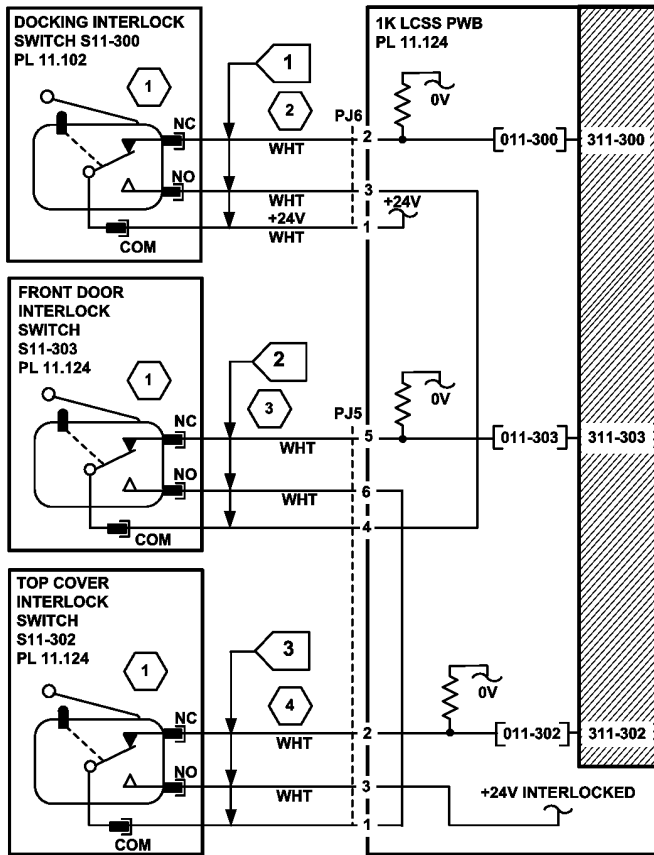 DOCKING INTERLOCK
SWITCH S11-300
PL 11.102
1
NC
NO
COM
1
2
WHT
WHT
+24V
WHT
PJ6
2
3
1
1K LCSS PWB
PL 11.124
0V
+24V
011-300
311-300
FRONT DOOR
INTERLOCK
SWITCH
S11-303
PL 11.124
1
NC
NO
COM
2
3
WHT
WHT
PJ5
5
6
4
0V
011-303
311-303
TOP COVER
INTERLOCK
SWITCH
S11-302
PL 11.124
1
NC
NO
COM
3
4
WHT
WHT
2
3
1
0V
011-302
311-302
+24V INTERLOCKED